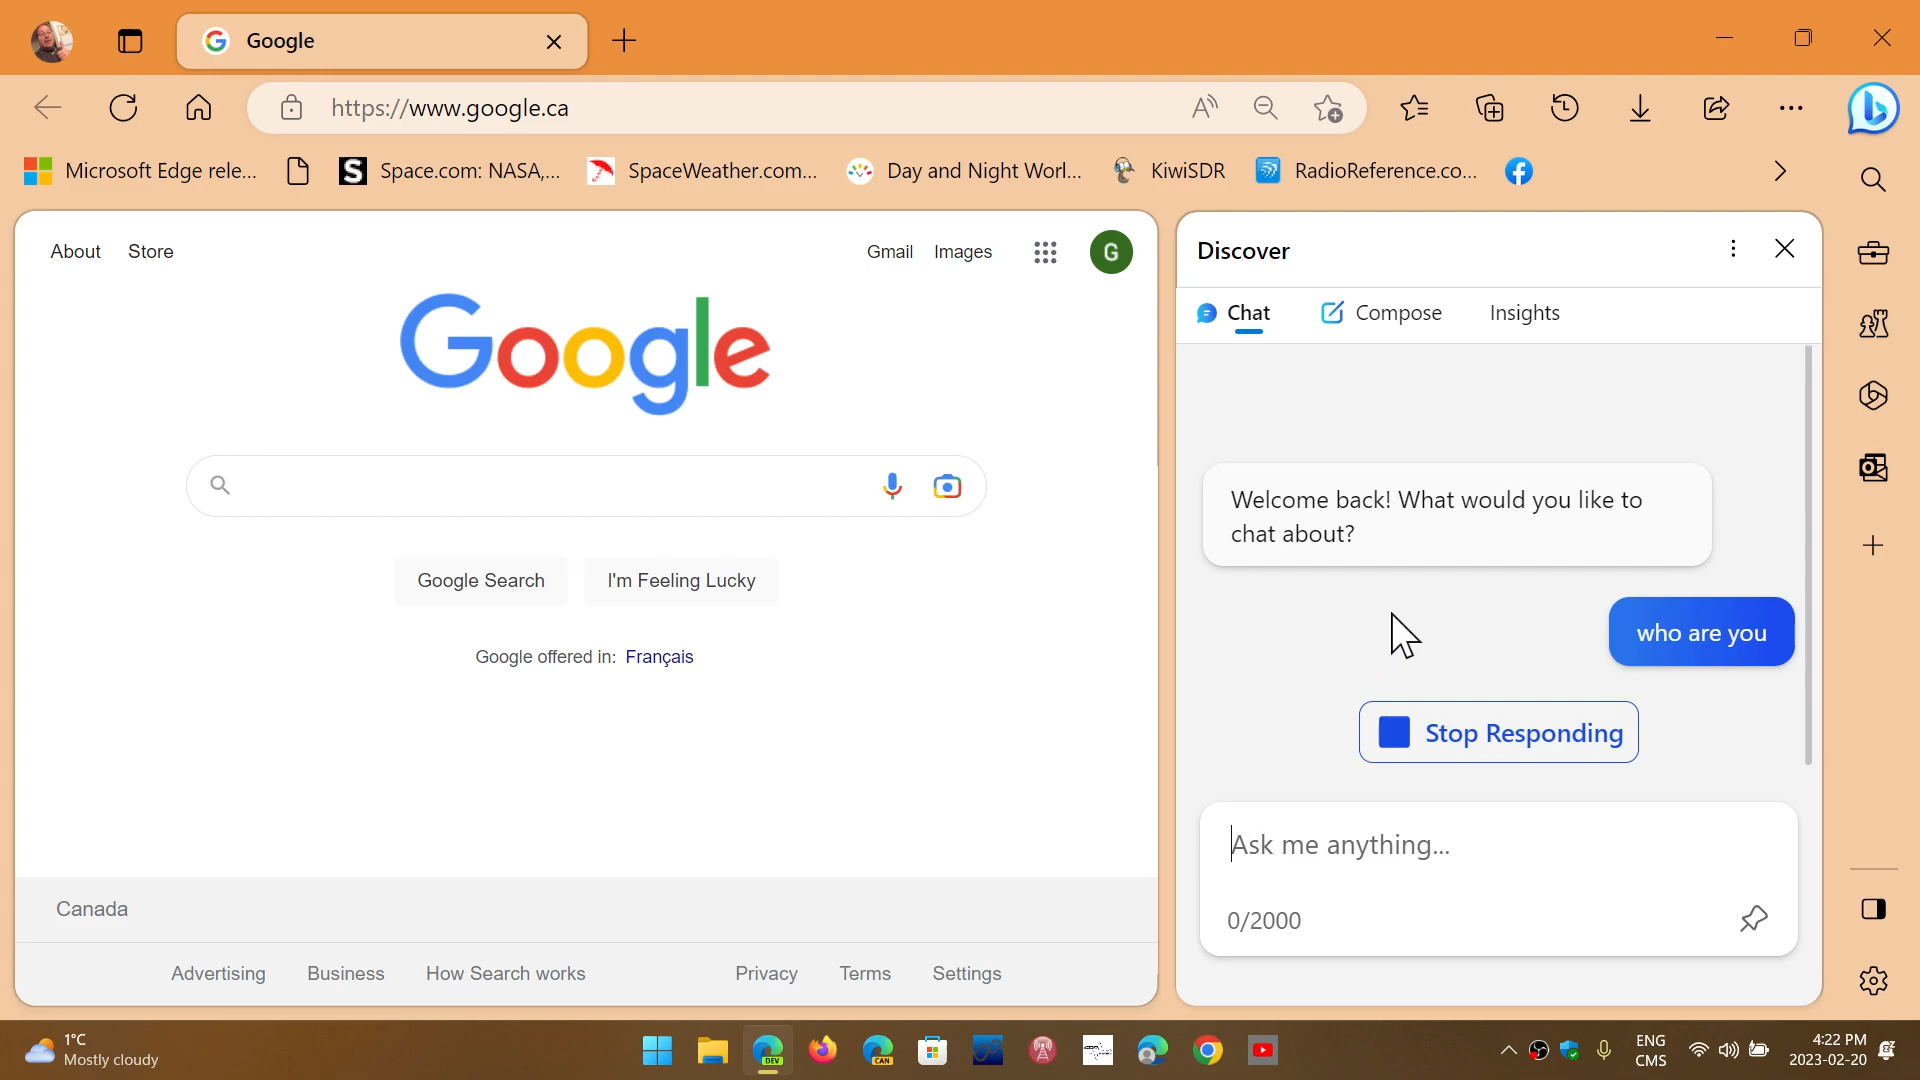 Google
https://www.google.ca
Microsoft Edge rele...
Space.com: NASA,...
SpaceWeather.com...
Day and Night Worl...
KiwiSDR
RadioReference.co...
About
Store
Gmail
Images
G
Google
Google Search
I'm Feeling Lucky
Google offered in: Français
Canada
Advertising
Business
How Search works
Privacy
Terms
Settings
Discover
Chat
Compose
Insights
Welcome back! What would you like to
chat about?
who are you
Stop Responding
Ask me anything...
0/2000
1°C
Mostly cloudy
DEV
CAN
ENG
CMS
4:22 PM
2023-02-20